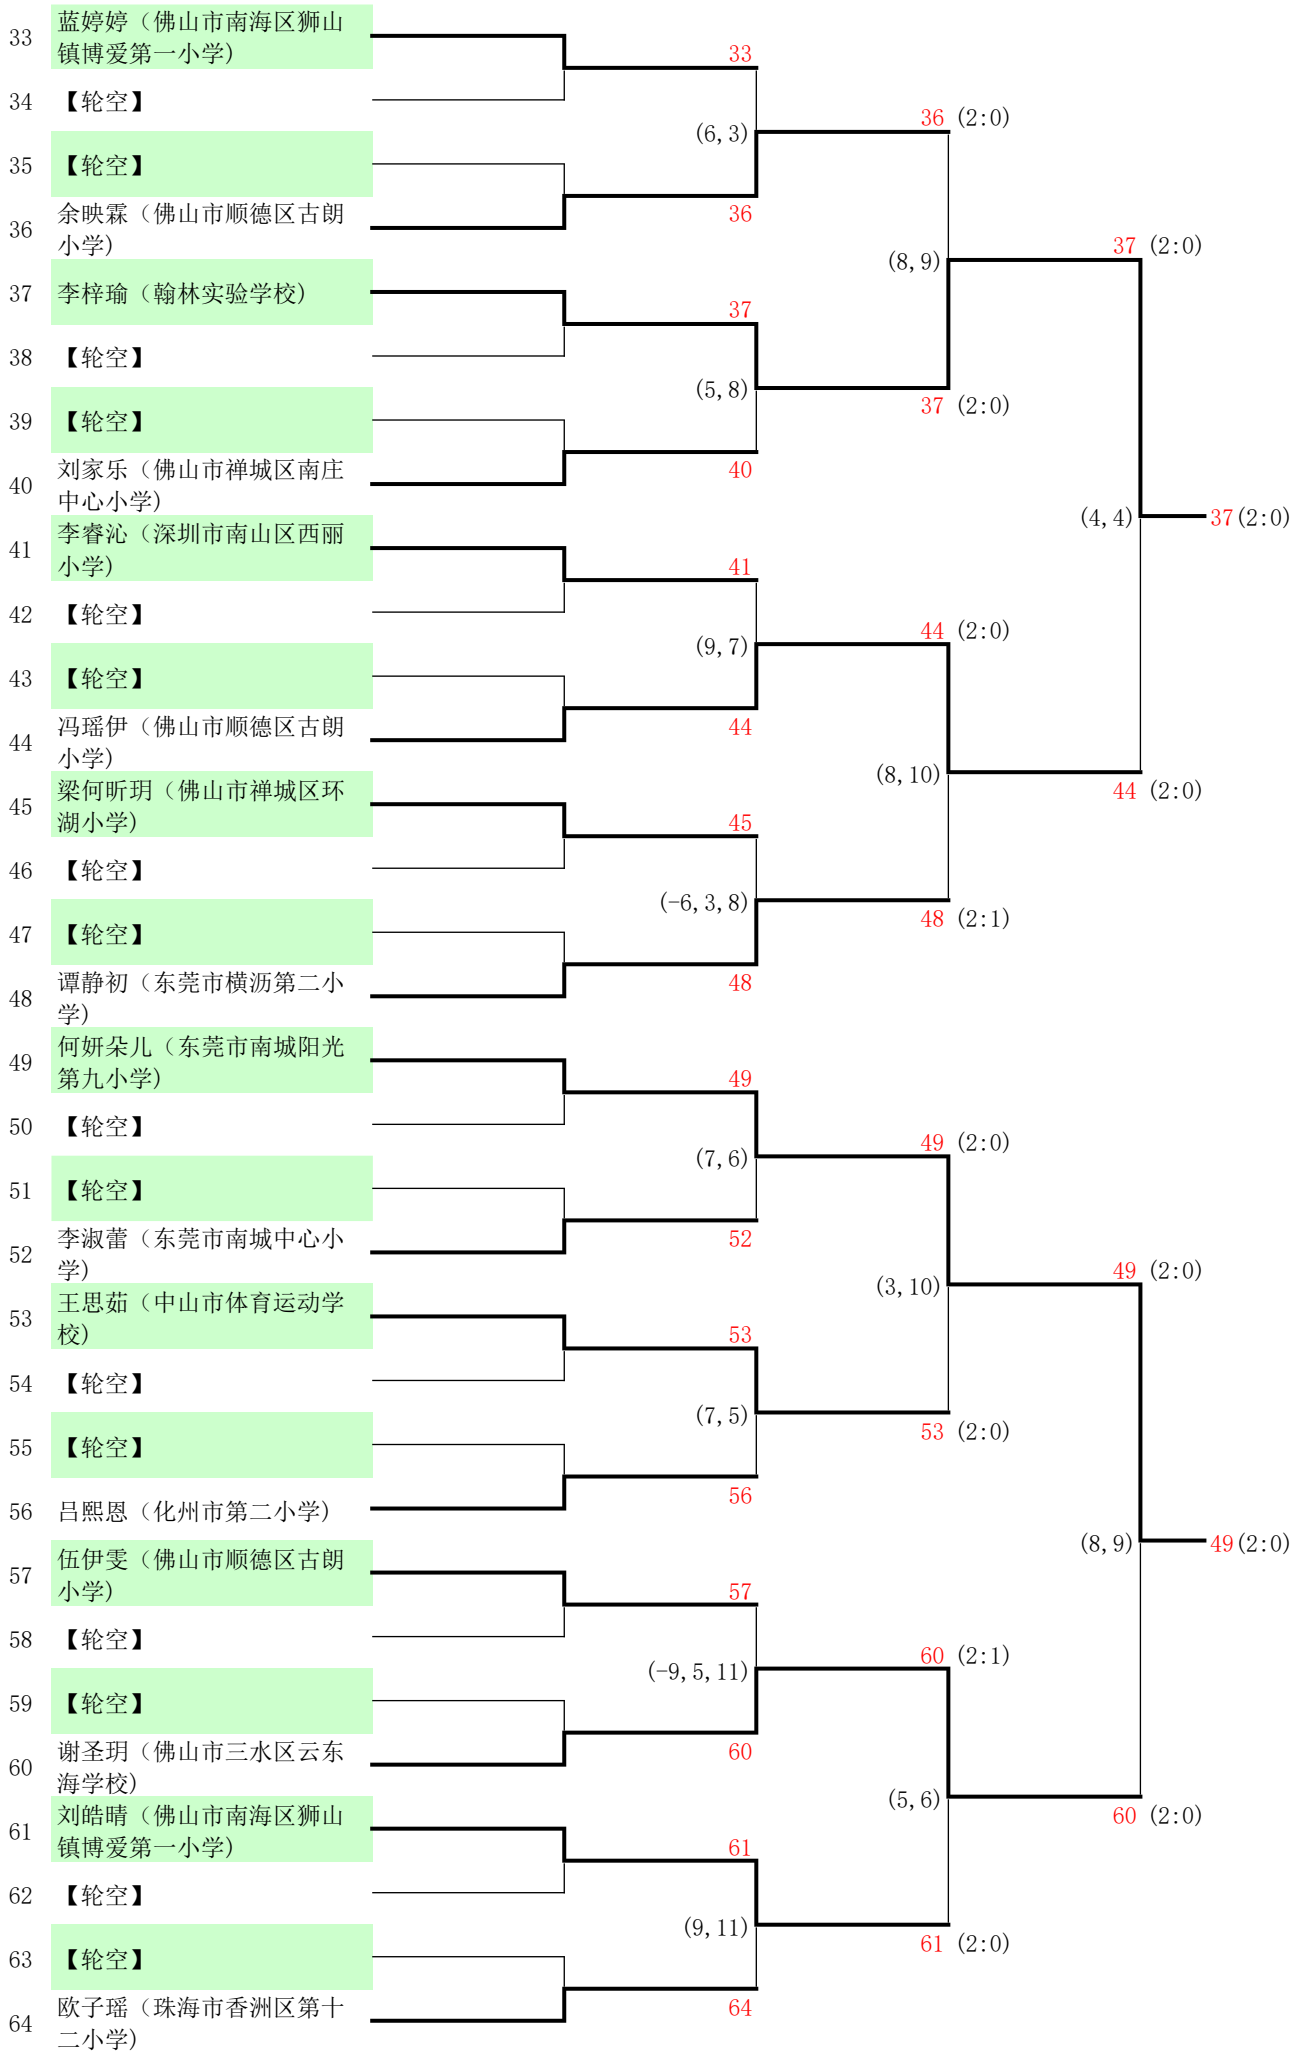 33 蓝婷婷（佛山市南海区狮山
镇博爱第一小学）
33
34 【轮空】
(6,3)
36 (2:0)
35 【轮空】
36 余映霖（佛山市顺德区古朗
小学）
36
37 (2:0)
(8,9)
37 李梓瑜（翰林实验学校）
37
38 【轮空】
(5,8)
37 (2:0)
39 【轮空】
40 刘家乐（佛山市禅城区南庄
中心小学）
40
(4,4)
37(2:0)
41 李睿沁（深圳市南山区西丽
小学）
41
42 【轮空】
(9,7)
44 (2:0)
43 【轮空】
44 冯瑶伊（佛山市顺德区古朗
小学）
44
(8,10)
44 (2:0)
45 梁何昕玥（佛山市禅城区环
湖小学）
45
46 【轮空】
(-6,3,8)
48 (2:1)
47 【轮空】
48 谭静初（东莞市横沥第二小
学）
48
49 何妍朵儿（东莞市南城阳光
第九小学）
49
50 【轮空】
(7,6)
49 (2:0)
51 【轮空】
52 李淑蕾（东莞市南城中心小
学）
52
49 (2:0)
(3,10)
53 王思茹（中山市体育运动学
校）
53
54 【轮空】
(7,5)
53 (2:0)
55 【轮空】
56 吕熙恩（化州市第二小学）
56
(8,9)
49(2:0)
57 伍伊雯（佛山市顺德区古朗
小学）
57
58 【轮空】
(-9,5,11)
60 (2:1)
59 【轮空】
60 谢圣玥（佛山市三水区云东
海学校）
60
(5,6)
60 (2:0)
61 刘皓晴（佛山市南海区狮山
镇博爱第一小学）
61
62 【轮空】
(9,11)
61 (2:0)
63 【轮空】
64 欧子瑶（珠海市香洲区第十
二小学）
64